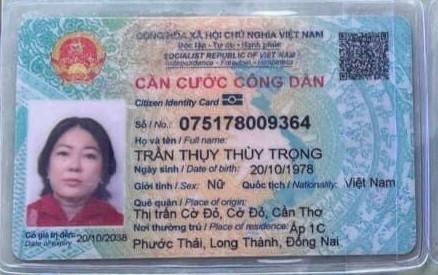 CỘNG HÒA XÃ HỘI CHỦ NGHĨA VIỆT NAM
Độc lập - Tự do - Hạnh phúc
SOCIALIST REPUBLIC OF VIET NAM
Independence - Freedom - Happiness
CĂN CƯỚC CÔNG DÂN
Citizen Identity Card
Số / No.: 075178009364
Họ và tên / Full name:
TRẦN THỤY THÙY TRỌNG
Ngày sinh / Date of birth: 20/10/1978
Giới tính / Sex: Nữ Quốc tịch / Nationality: Việt Nam
Quê quán / Place of origin:
Thị trấn Cờ Đỏ, Cờ Đỏ, Cần Thơ
Nơi thường trú / Place of residence: Ấp 1C
Phước Thái, Long Thành, Đồng Nai
Có giá trị đến: 20/10/2038
Date of expiry